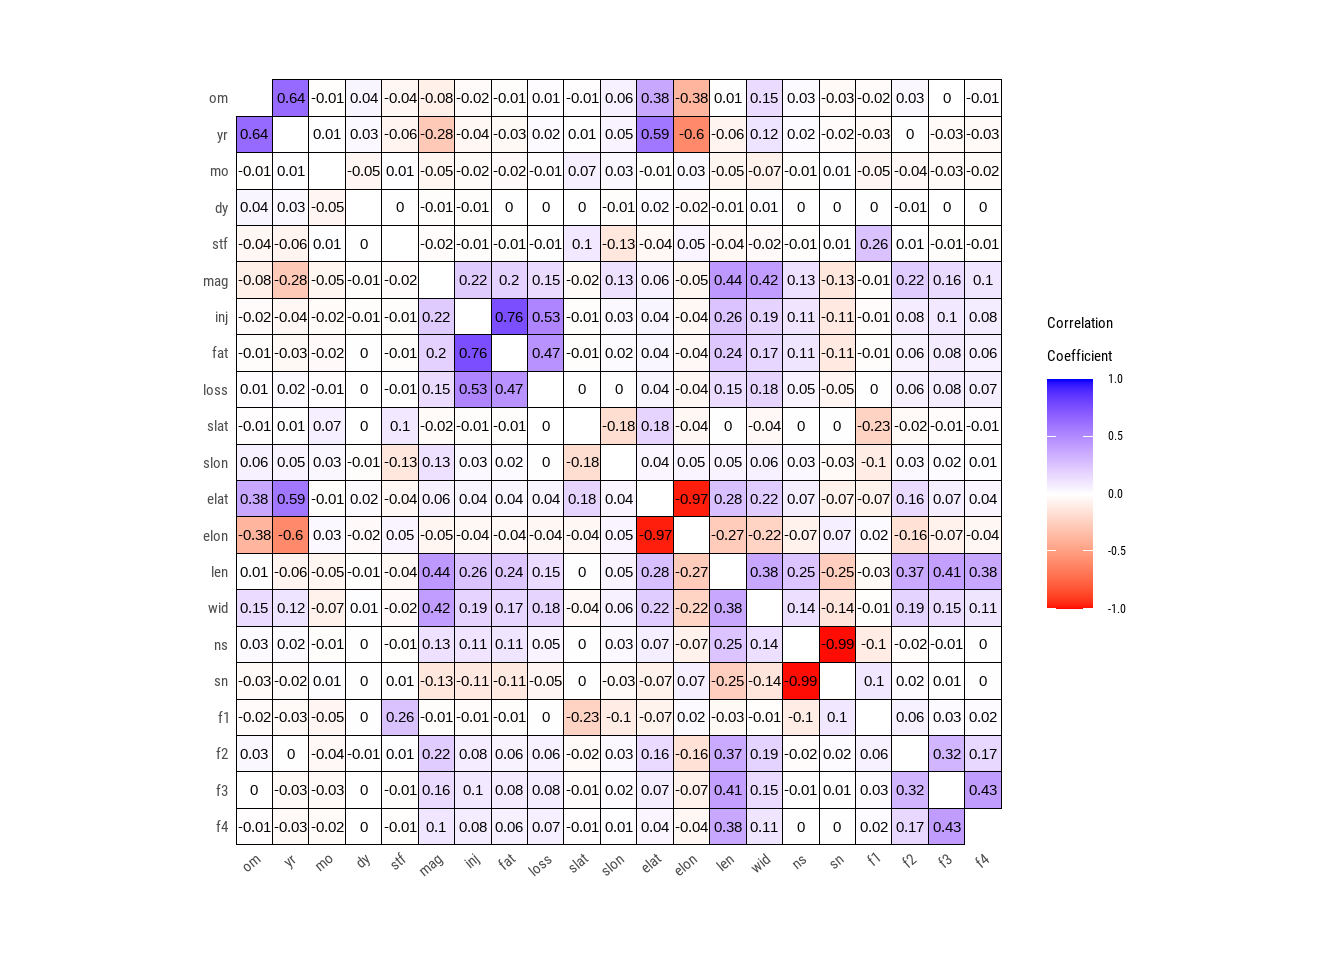 om 0.64 -0.01 0.04 -0.04 -0.08 -0.02 -0.01 0.01 -0.01 0.06 0.38 -0.38 0.01 0.15 0.03 -0.03 -0.02 0.03 0 -0.01
yr 0.64 0.01 0.03 -0.06 -0.28 -0.04 -0.03 0.02 0.01 0.05 0.59 -0.6 -0.06 0.12 0.02 -0.02 -0.03 0 -0.03 -0.03
mo -0.01 0.01 -0.05 0.01 -0.05 -0.02 -0.02 -0.01 0.07 0.03 -0.01 0.03 -0.05 -0.07 -0.01 0.01 -0.05 -0.04 -0.03 -0.02
dy 0.04 0.03 -0.05 0 -0.01 -0.01 0 0 0 -0.01 0.02 -0.02 -0.01 0.01 0 0 0 -0.01 0 0
stf -0.04 -0.06 0.01 0 -0.02 -0.01 -0.01 -0.01 0.1 -0.04 -0.13 0.05 -0.04 -0.02 -0.01 0.01 0.26 0.01 -0.01 -0.01
mag -0.08 -0.28 -0.05 -0.01 -0.02 0.22 0.2 0.15 -0.02 0.13 0.06 -0.05 0.44 0.42 0.13 -0.13 -0.01 0.22 0.16 0.1
inj -0.02 -0.04 -0.02 -0.01 -0.01 0.22 0.76 0.53 -0.01 0.03 0.04 -0.04 0.26 0.19 0.11 -0.11 -0.01 0.08 0.1 0.08
fat -0.01 -0.03 -0.02 0 -0.01 0.2 0.76 0.47 -0.01 0.02 0.04 -0.04 0.24 0.17 0.11 -0.11 -0.01 0.06 0.08 0.06
loss 0.01 0.02 -0.01 0 -0.01 0.15 0.53 0.47 0 0 0.04 -0.04 0.15 0.18 0.05 -0.05 0 0.06 0.08 0.07
slat -0.01 0.01 0.07 0 0.1 -0.02 -0.01 -0.01 0 -0.18 0.18 -0.04 0 -0.04 0 0 -0.23 -0.02 -0.01 -0.01
slon 0.06 0.05 0.03 -0.01 -0.13 0.13 0.03 0.02 0 -0.18 0.04 0.05 0.05 0.06 0.03 -0.03 -0.1 0.03 0.02 0.01
elat 0.38 0.59 -0.01 0.02 -0.04 0.06 0.04 0.04 0.04 0.18 0.04 -0.97 0.28 0.22 0.07 -0.07 -0.07 0.16 0.07 0.04
elon -0.38 -0.6 0.03 -0.02 0.05 -0.05 -0.04 -0.04 -0.04 -0.04 0.05 -0.97 -0.27 -0.22 -0.07 0.07 0.02 -0.16 -0.07 -0.04
len 0.01 -0.06 -0.05 -0.01 -0.04 0.44 0.26 0.24 0.15 0 0.05 0.28 -0.27 0.38 0.25 -0.25 -0.03 0.37 0.41 0.38
wid 0.15 0.12 -0.07 0.01 -0.02 0.42 0.19 0.17 0.18 -0.04 0.06 0.22 -0.22 0.38 0.14 -0.14 -0.01 0.19 0.15 0.11
ns 0.03 0.02 -0.01 0 -0.01 0.13 0.11 0.11 0.05 0 0.03 0.07 -0.07 0.25 0.14 -0.99 -0.1 -0.02 -0.01 0
sn -0.03 -0.02 0.01 0 0.01 -0.13 -0.11 -0.11 -0.05 0 -0.03 -0.07 0.07 -0.25 -0.14 -0.99 0.1 0.02 0.01 0
f1 -0.02 -0.03 -0.05 0 0.26 -0.01 -0.01 -0.01 0 -0.23 -0.1 -0.07 0.02 -0.03 -0.01 -0.1 0.1 0.06 0.03 0.02
f2 0.03 0 -0.04 -0.01 0.01 0.22 0.08 0.06 0.06 -0.02 0.03 0.16 -0.16 0.37 0.19 -0.02 0.02 0.06 0.32 0.17
f3 0 -0.03 -0.03 0 -0.01 0.16 0.1 0.08 0.08 -0.01 0.02 0.07 -0.07 0.41 0.15 -0.01 0.01 0.03 0.32 0.43
f4 -0.01 -0.03 -0.02 0 -0.01 0.1 0.08 0.06 0.07 -0.01 0.01 0.04 -0.04 0.38 0.11 0 0 0.02 0.17 0.43
om yr mo dy stf mag inj fat loss slat slon elat elon len wid ns sn f1 f2 f3 f4
Correlation
Coefficient
1.0
0.5
0.0
-0.5
-1.0